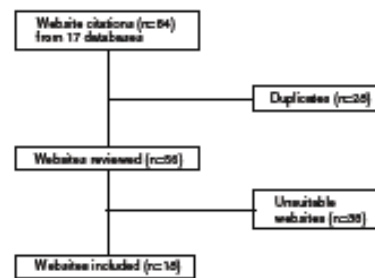 Website citations (n=84)
from 17 databases
Duplicates (n=28)
Websites reviewed (n=56)
Unsuitable
websites (n=38)
Websites included (n=18)